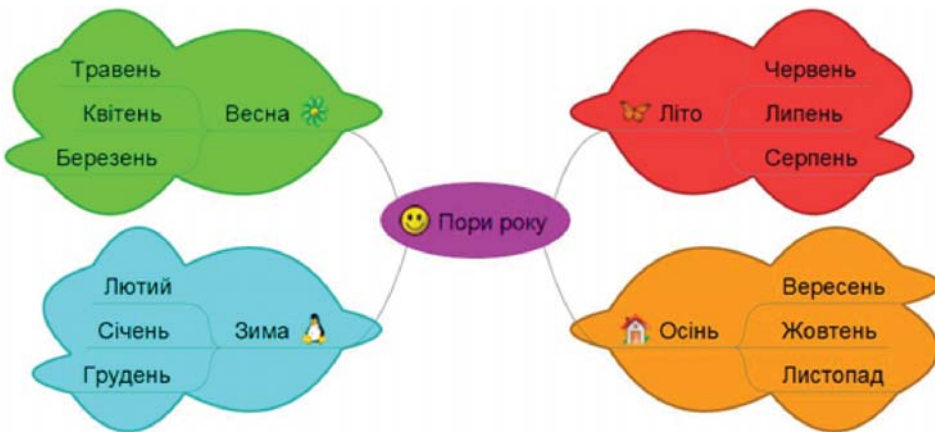 Травень
Квітень
Березень
Весна
Червень
Липень
Серпень
Літо
Пори року
Лютий
Січень
Грудень
Зима
Вересень
Жовтень
Листопад
Осінь